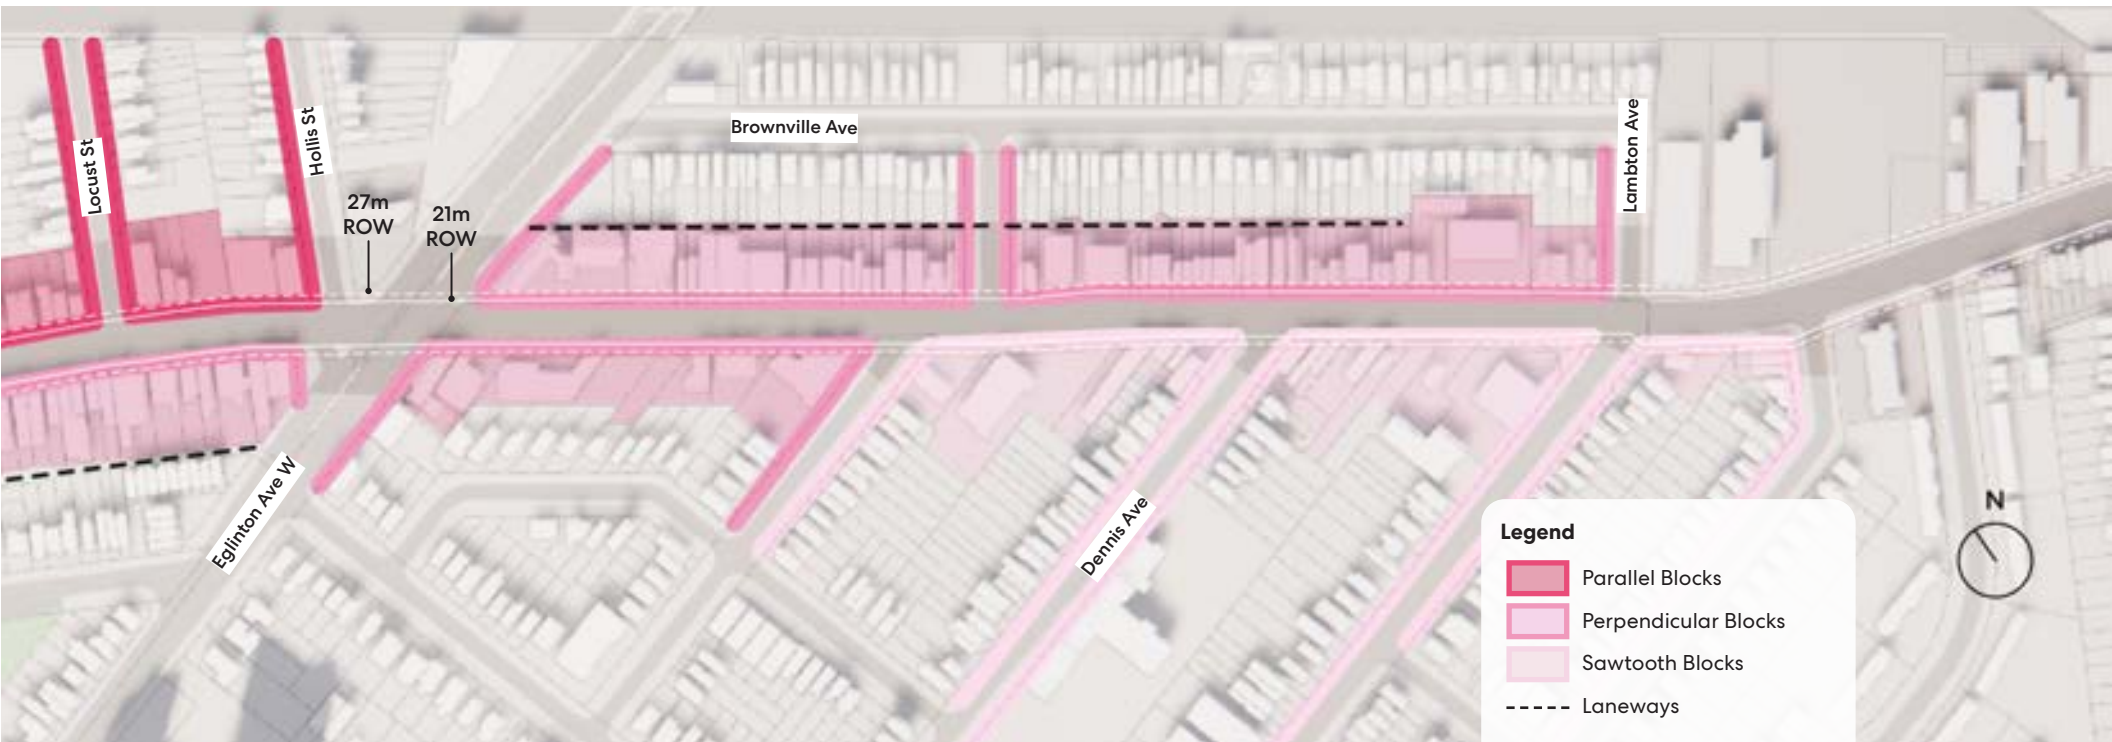 Locust St
Hollis St
27m
ROW
21m
ROW
Brownville Ave
Lambton Ave
Eglinton Ave W
Dennis Ave
N
Legend
Parallel Blocks
Perpendicular Blocks
Sawtooth Blocks
Laneways